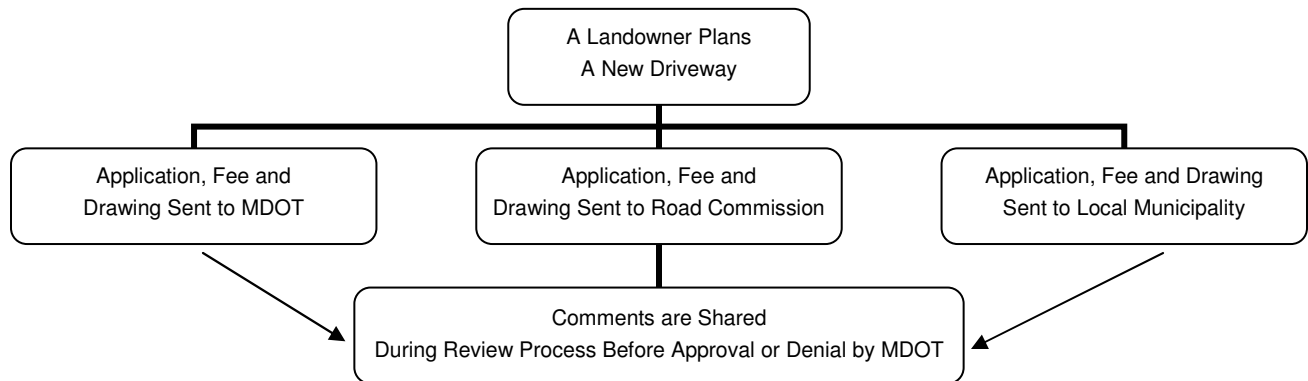 A Landowner Plans
A New Driveway
Application, Fee and
Drawing Sent to MDOT
Application, Fee and
Drawing Sent to Road Commission
Application, Fee and Drawing
Sent to Local Municipality
Comments are Shared
During Review Process Before Approval or Denial by MDOT